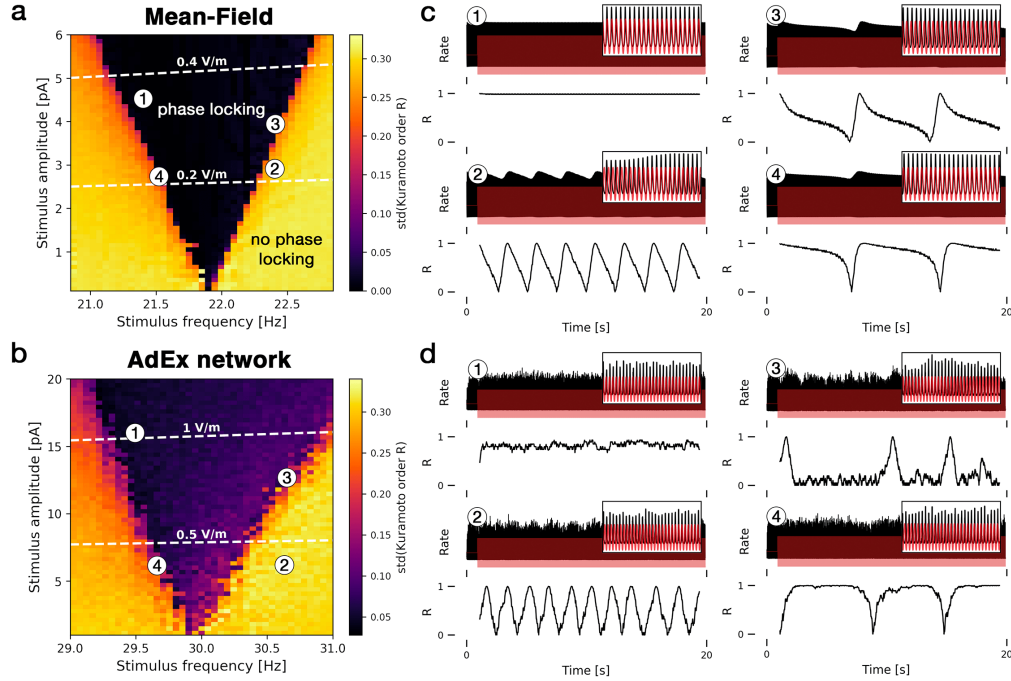 a
Mean-Field
6
5
4
3
2
1
Stimulus amplitude [pA]
0.4 V/m
0.2 V/m
1
phase locking
3
2
4
no phase
locking
21.0
21.5
22.0
22.5
Stimulus frequency [Hz]
0.30
0.25
0.20
0.15
0.10
0.05
0.00
std(Kuramoto order R)
b
AdEx network
20
15
10
5
Stimulus amplitude [pA]
1 V/m
0.5 V/m
1
3
4
2
29.0
29.5
30.0
30.5
31.0
Stimulus frequency [Hz]
0.30
0.25
0.20
0.15
0.10
0.05
std(Kuramoto order R)
c
1
Rate
R
1
0
2
Rate
R
1
0
0
20
Time [s]
3
Rate
R
1
0
4
Rate
R
1
0
0
20
Time [s]
d
1
Rate
R
1
0
2
Rate
R
1
0
0
20
Time [s]
3
Rate
R
1
0
4
Rate
R
1
0
0
20
Time [s]